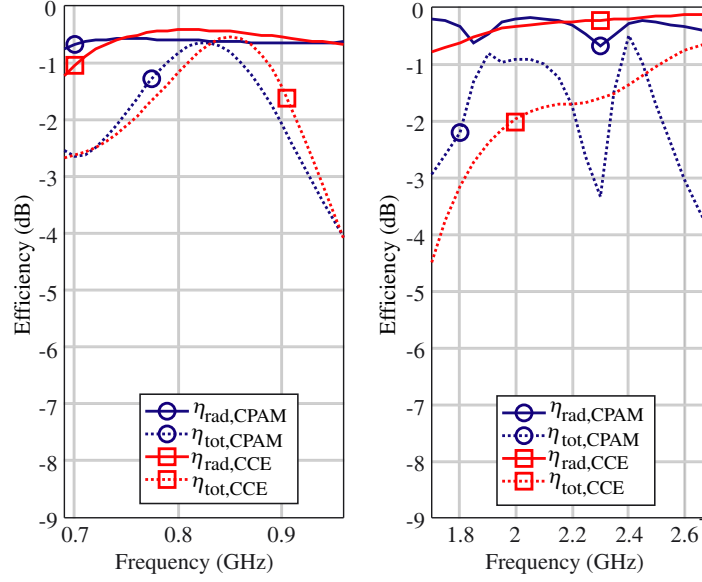 0
-1
-2
-3
-4
-5
-6
-7
-8
-9
Efficiency (dB)
0.7
0.8
0.9
Frequency (GHz)
ηrad,CPAM
ηtot,CPAM
ηrad,CCE
ηtot,CCE
0
-1
-2
-3
-4
-5
-6
-7
-8
-9
Efficiency (dB)
1.8
2
2.2
2.4
2.6
Frequency (GHz)
ηrad,CPAM
ηtot,CPAM
ηrad,CCE
ηtot,CCE